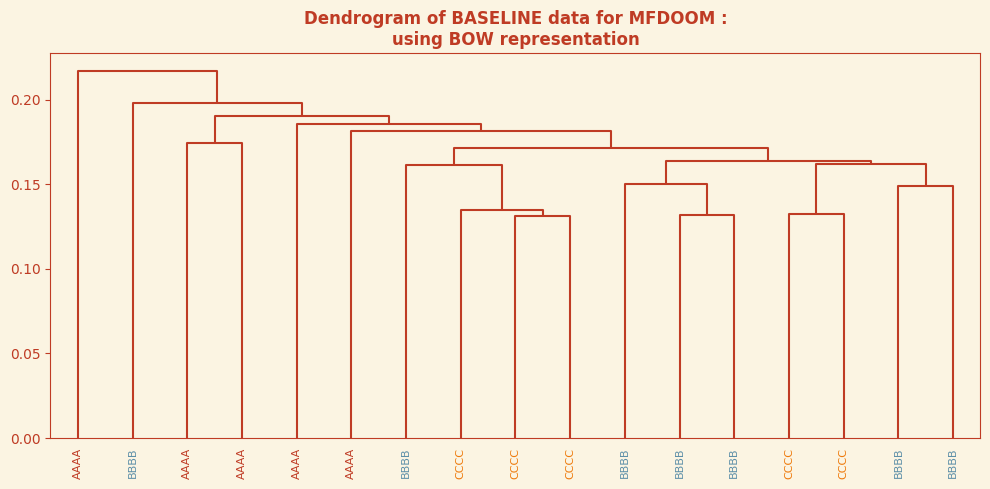 Dendrogram of BASELINE data for MFDOOM :
using BOW representation
0.20
0.15
0.10
0.05
0.00
AAAA BBBB AAAA AAAA AAAA AAAA BBBB CCCC CCCC CCCC BBBB BBBB BBBB CCCC CCCC BBBB BBBB